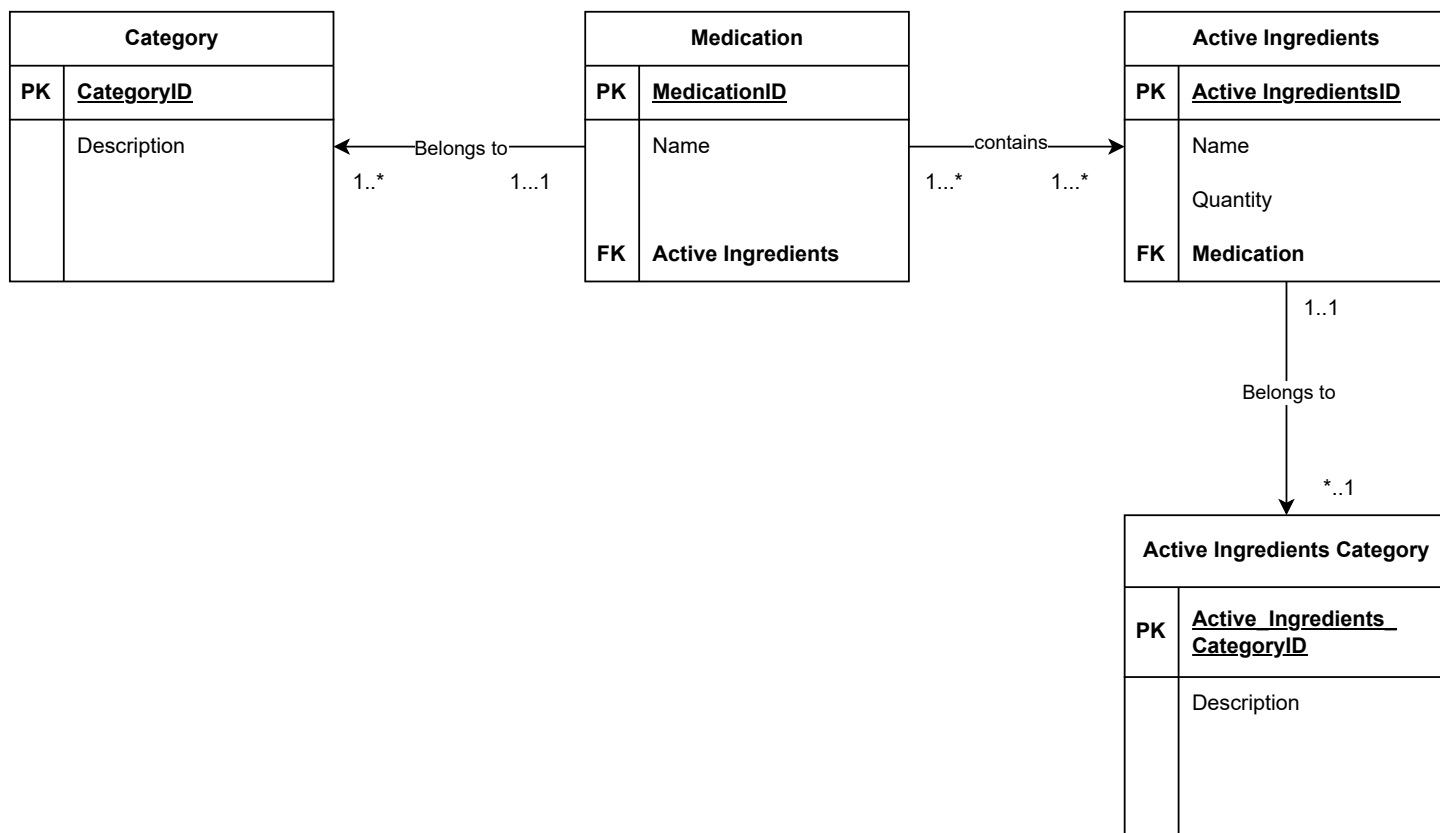 Category
PK CategoryID
Description
Belongs to
1..*
1...1
Medication
PK MedicationID
Name
FK Active Ingredients
contains
1...*
1...*
Active Ingredients
PK Active IngredientsID
Name
Quantity
FK Medication
1..1
Belongs to
*..1
Active Ingredients Category
PK Active_Ingredients_
CategoryID
Description